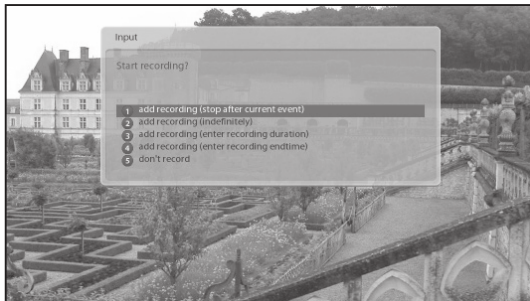 Input
Start recording?
1 add recording (stop after current event)
2 add recording (indefinitely)
3 add recording (enter recording duration)
4 add recording (enter recording endtime)
5 don't record